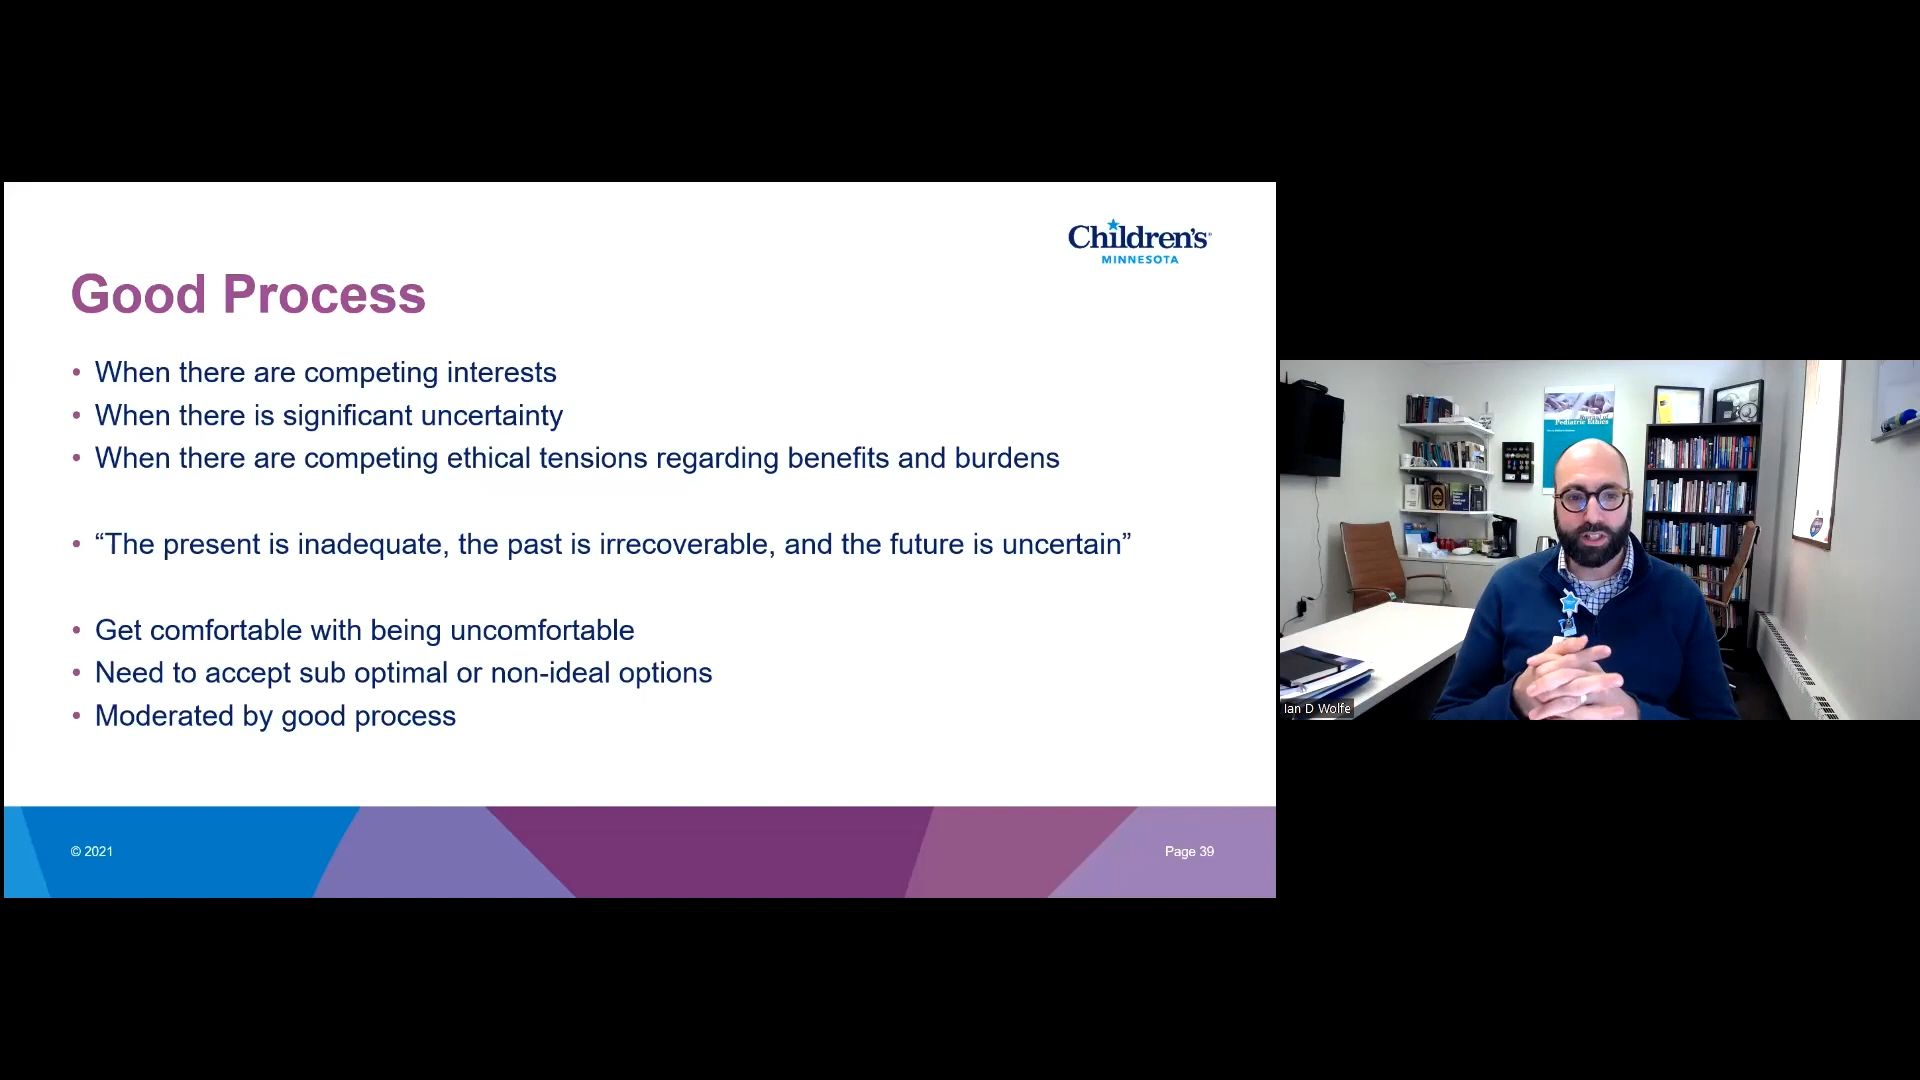 Children's
MINNESOTA
Good Process
• When there are competing interests
• When there is significant uncertainty
• When there are competing ethical tensions regarding benefits and burdens
• “The present is inadequate, the past is irrecoverable, and the future is uncertain”
• Get comfortable with being uncomfortable
• Need to accept sub optimal or non-ideal options
• Moderated by good process
© 2021
Page 39
Pediatric Ethics
Ian D Wolfe